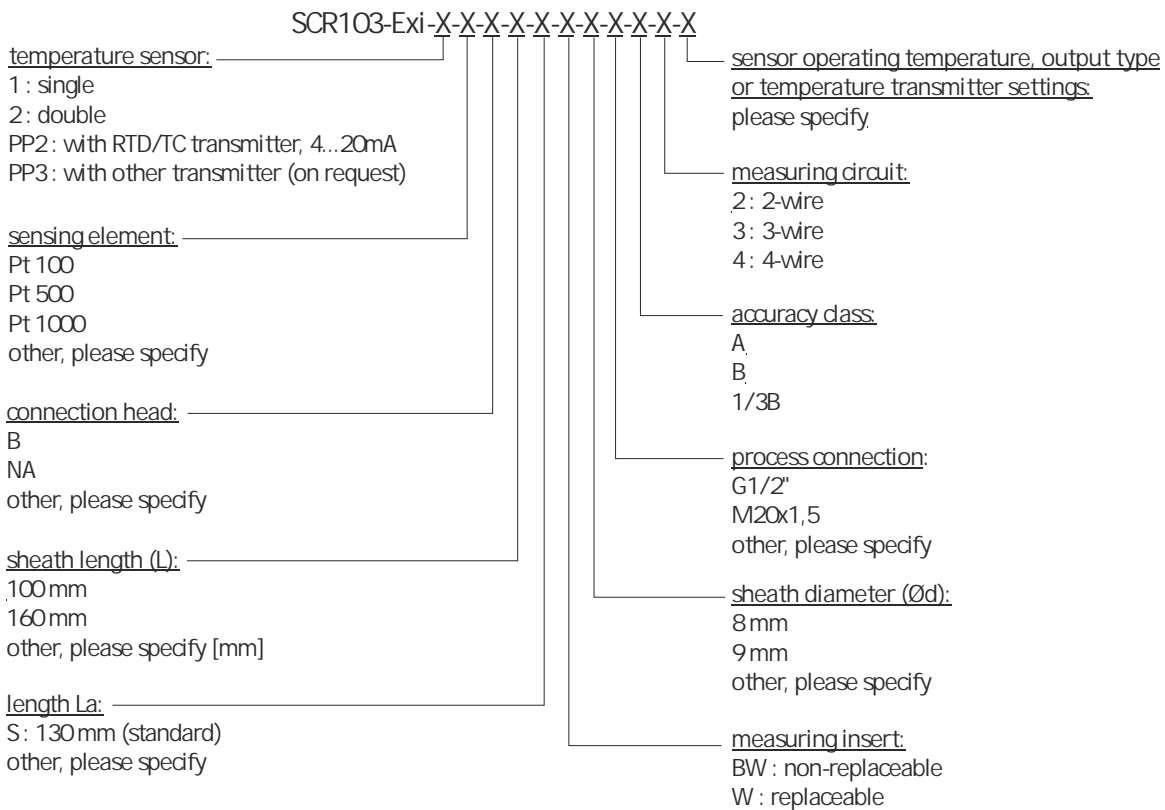 SCR103-Exi-X-X-X-X-X-X-X-X-X-X-X
temperature sensor:
1 : single
2 : double
PP2 : with RTD/TC transmitter, 4...20mA
PP3 : with other transmitter (on request)
sensing element:
Pt 100
Pt 500
Pt 1000
other, please specify
connection head:
B
NA
other, please specify
sheath length (L):
100 mm
160 mm
other, please specify [mm]
length La:
S : 130 mm (standard)
other, please specify
sensor operating temperature, output type
or temperature transmitter settings:
please specify
measuring circuit:
2 : 2-wire
3 : 3-wire
4 : 4-wire
accuracy class:
A
B
1/3B
process connection:
G1/2"
M20x1,5
other, please specify
sheath diameter (Ød):
8 mm
9 mm
other, please specify
measuring insert:
BW : non-replaceable
W : replaceable